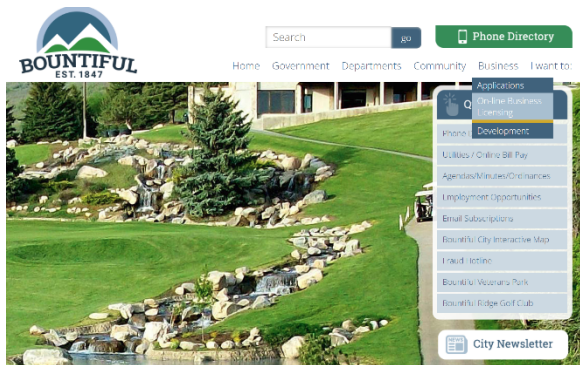 BOUNTIFUL
EST. 1847
Search
go
Phone Directory
Home Government Departments Community Business I want to:
Applications
On-line Business
Licensing
Development
Q
Phone
Utilities / Online Bill Pay
Agendas/Minutes/Ordinances
Employment Opportunities
Email Subscriptions
Bountiful City Interactive Map
Fraud Hotline
Bountiful Veterans Park
Bountiful Ridge Golf Club
City Newsletter